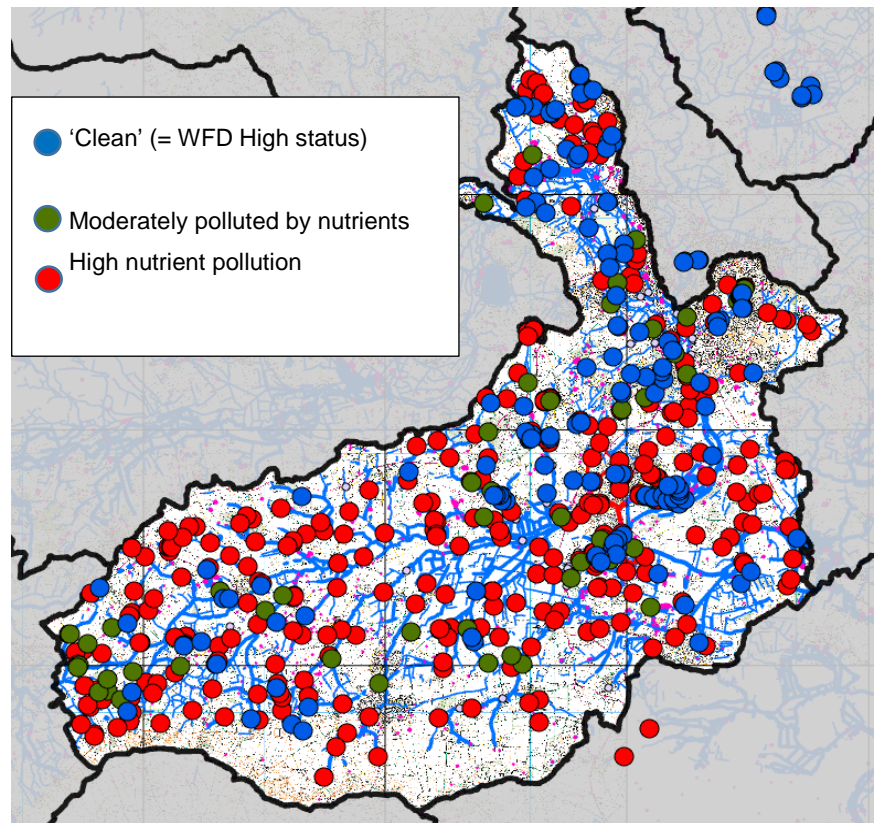 ‘Clean’ (= WFD High status)
Moderately polluted by nutrients
High nutrient pollution